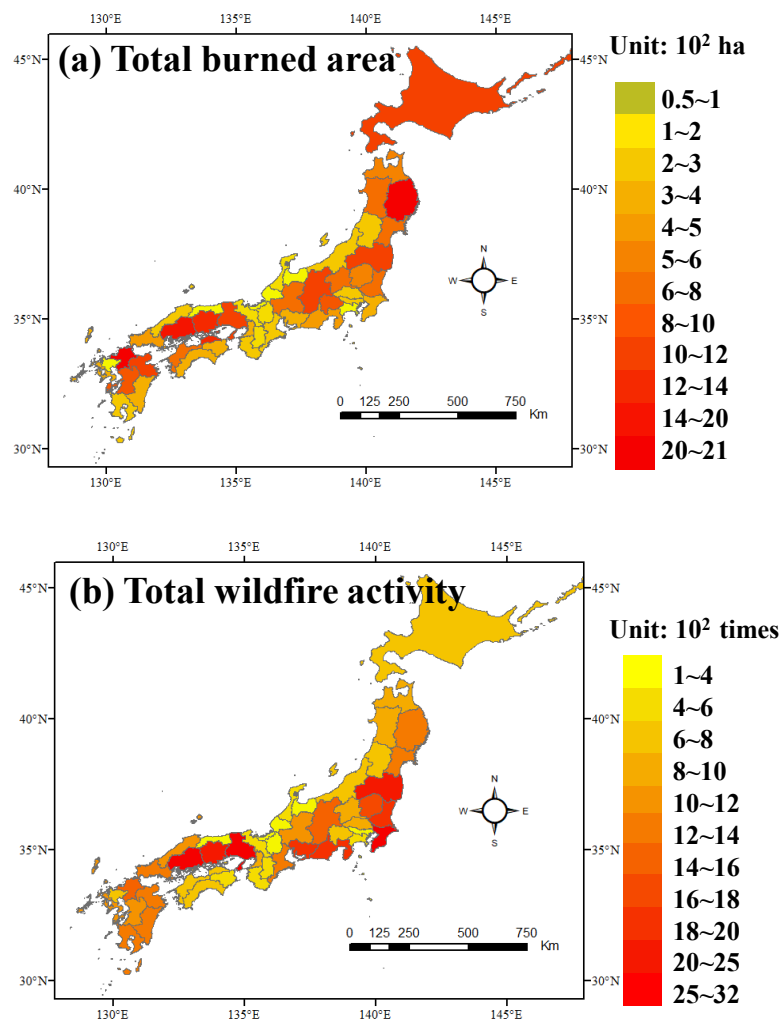 130°E 135°E 140°E 145°E
(a) Total burned area
Unit: 10² ha
45°N 45°N
40°N 40°N
35°N 35°N
30°N 30°N
N
W E
S
0 125 250 500 750
Km
130°E 135°E 140°E 145°E
0.5~1
1~2
2~3
3~4
4~5
5~6
6~8
8~10
10~12
12~14
14~20
20~21
130°E 135°E 140°E 145°E
(b) Total wildfire activity
Unit: 10² times
45°N 45°N
40°N 40°N
35°N 35°N
30°N 30°N
N
W E
S
0 125 250 500 750
Km
130°E 135°E 140°E 145°E
1~4
4~6
6~8
8~10
10~12
12~14
14~16
16~18
18~20
20~25
25~32